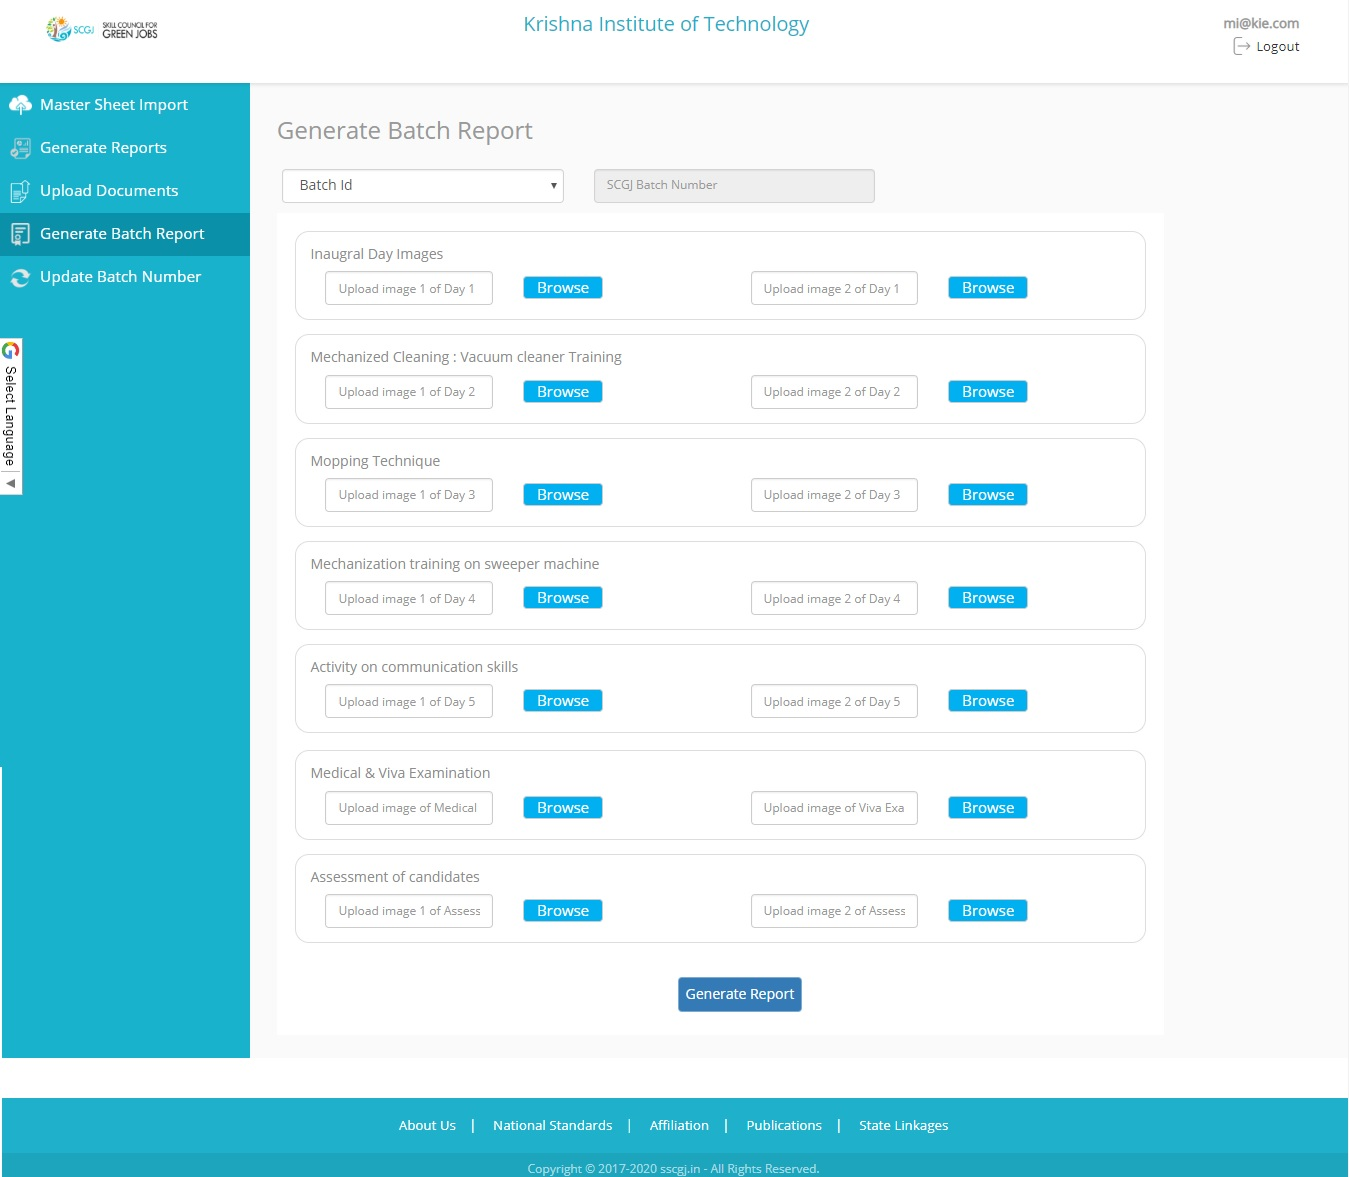 SCGJ SKILL COUNCIL FOR
GREEN JOBS
Krishna Institute of Technology
mi@kie.com
Logout
Master Sheet Import
Generate Reports
Upload Documents
Generate Batch Report
Update Batch Number
Select Language
Generate Batch Report
Batch Id
SCGJ Batch Number
Inaugral Day Images
Upload image 1 of Day 1 Browse Upload image 2 of Day 1 Browse
Mechanized Cleaning : Vacuum cleaner Training
Upload image 1 of Day 2 Browse Upload image 2 of Day 2 Browse
Mopping Technique
Upload image 1 of Day 3 Browse Upload image 2 of Day 3 Browse
Mechanization training on sweeper machine
Upload image 1 of Day 4 Browse Upload image 2 of Day 4 Browse
Activity on communication skills
Upload image 1 of Day 5 Browse Upload image 2 of Day 5 Browse
Medical & Viva Examination
Upload image of Medical Browse Upload image of Viva Exa Browse
Assessment of candidates
Upload image 1 of Assess Browse Upload image 2 of Assess Browse
Generate Report
About Us | National Standards | Affiliation | Publications | State Linkages
Copyright © 2017-2020 sscgj.in - All Rights Reserved.